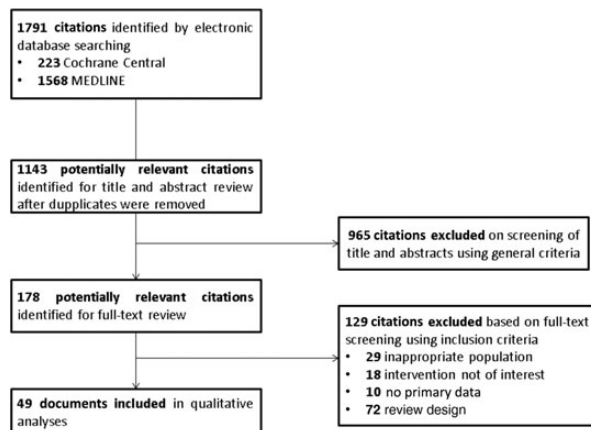 1791 citations identified by electronic
database searching
• 223 Cochrane Central
• 1568 MEDLINE
1143 potentially relevant citations
identified for title and abstract review
after dupplicates were removed
965 citations excluded on screening of
title and abstracts using general criteria
178 potentially relevant citations
identified for full-text review
129 citations excluded based on full-text
screening using inclusion criteria
• 29 inappropriate population
• 18 intervention not of interest
• 10 no primary data
• 72 review design
49 documents included in qualitative
analyses